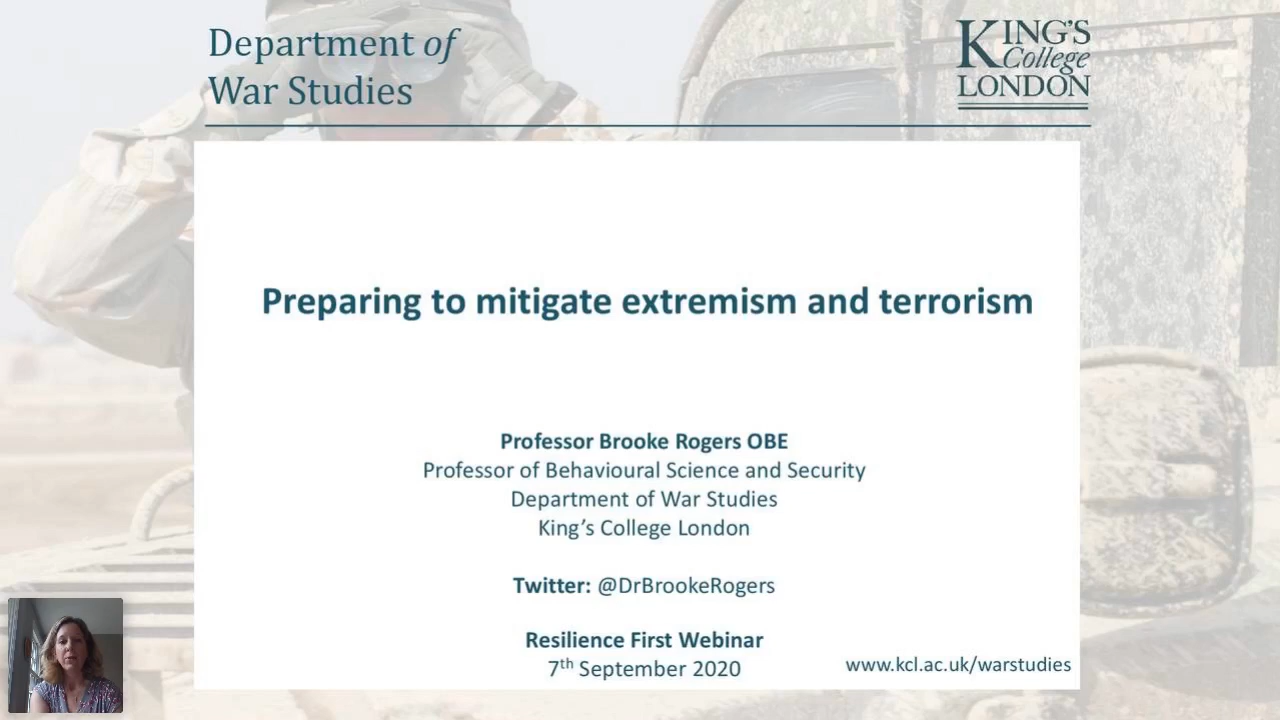 Department of
War Studies
KING'S
College
LONDON
Preparing to mitigate extremism and terrorism
Professor Brooke Rogers OBE
Professor of Behavioural Science and Security
Department of War Studies
King’s College London
Twitter: @DrBrookeRogers
Resilience First Webinar
7th September 2020
www.kcl.ac.uk/warstudies